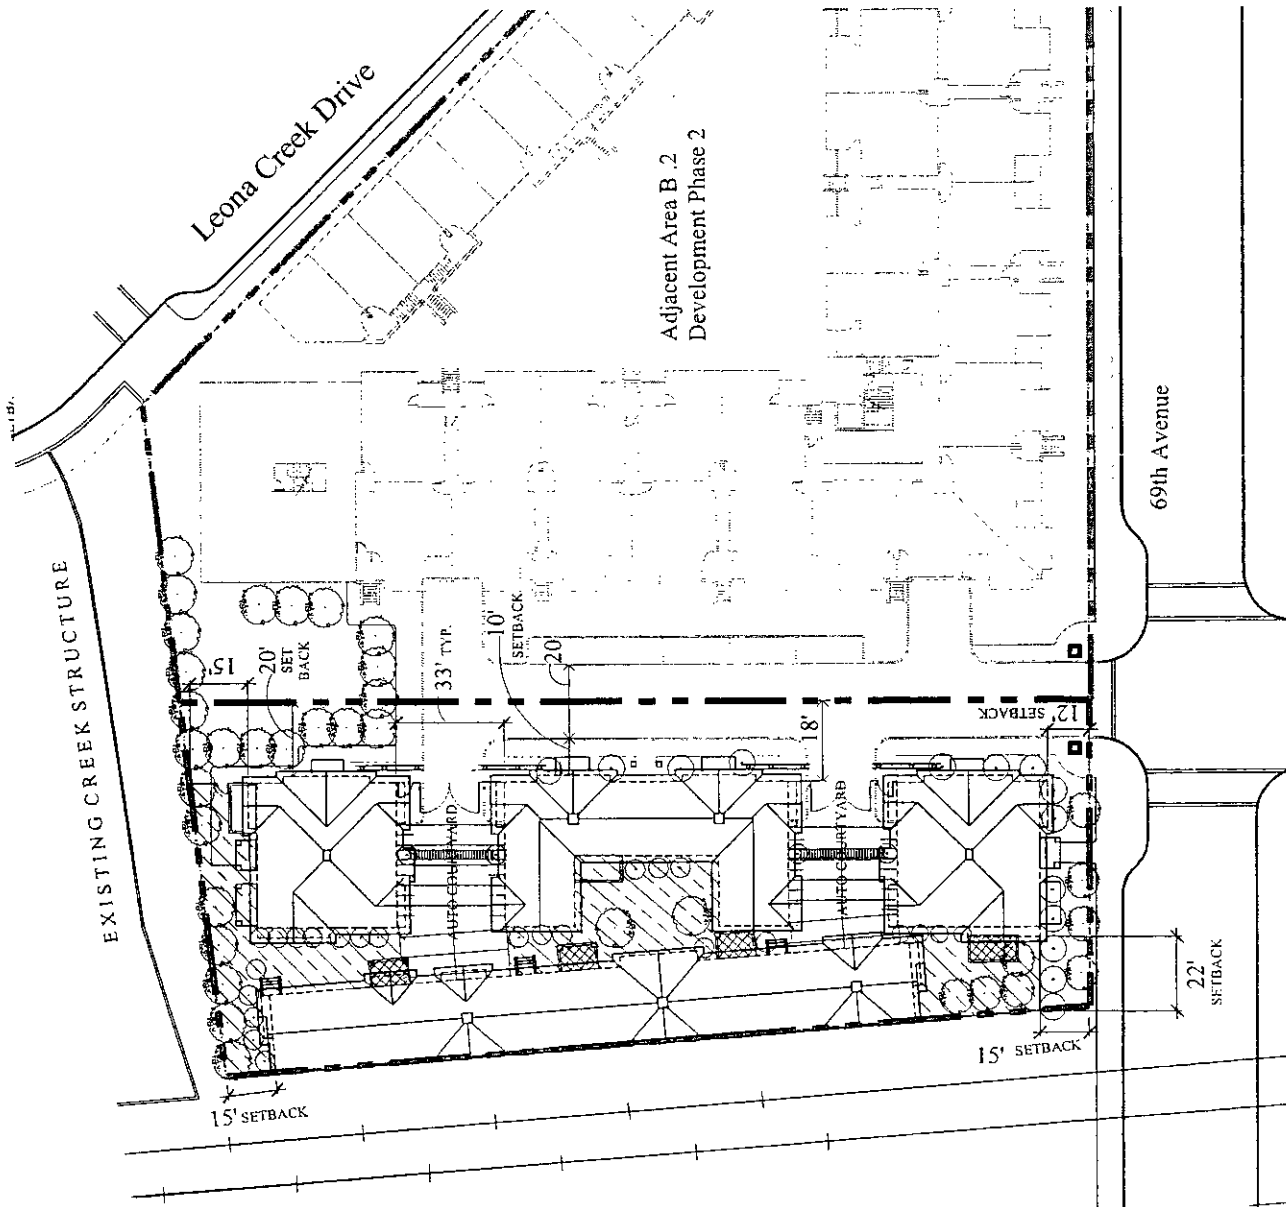 Leona Creek Drive
Adjacent Area B .2
Development Phase 2
69th Avenue
EXISTING CREEK STRUCTURE
15'
20'
SET
BACK
33' TYP.
10'
SETBACK
20'
18'
12'
SETBACK
AUTO COURTYARD
AUTO COURTYARD
22'
SETBACK
15' SETBACK
15' SETBACK